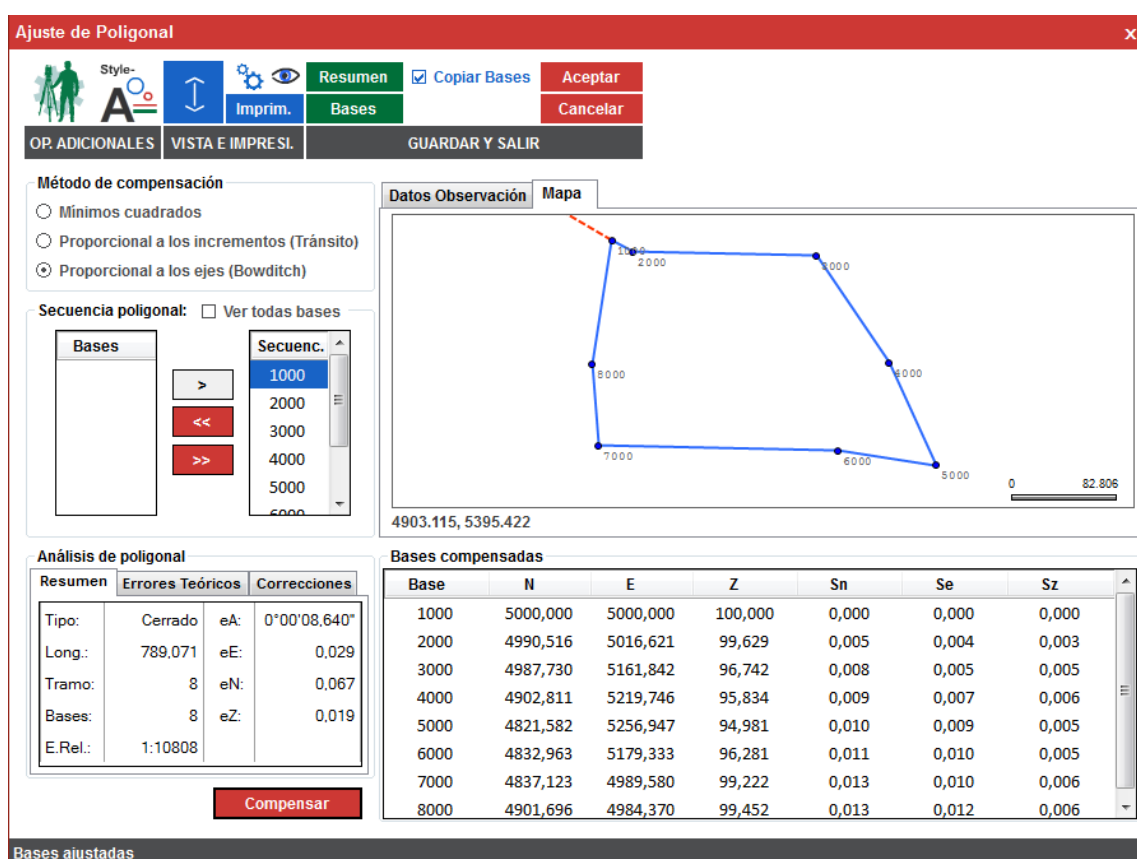 Ajuste de Poligonal x
Style-
A
Resumen Copiar Bases Aceptar
Imprim. Bases Cancelar
OP. ADICIONALES VISTA E IMPRESI. GUARDAR Y SALIR
Método de compensación
Mínimos cuadrados
Proporcional a los incrementos (Tránsito)
Proporcional a los ejes (Bowditch)
Secuencia poligonal: Ver todas bases
Bases
>
<<
>>
Secuenc.
1000
2000
3000
4000
5000
6000
Datos Observación Mapa
1000
2000
3000
4000
5000
6000
7000
8000
0 82.806
4903.115, 5395.422
Análisis de poligonal
Resumen Errores Teóricos Correcciones
Tipo: Cerrado eA: 0°00'08,640"
Long.: 789,071 eE: 0,029
Tramo: 8 eN: 0,067
Bases: 8 eZ: 0,019
E.Rel.: 1:10808
Compensar
Bases compensadas
Base N E Z Sn Se Sz
1000 5000,000 5000,000 100,000 0,000 0,000 0,000
2000 4990,516 5016,621 99,629 0,005 0,004 0,003
3000 4987,730 5161,842 96,742 0,008 0,005 0,005
4000 4902,811 5219,746 95,834 0,009 0,007 0,006
5000 4821,582 5256,947 94,981 0,010 0,009 0,005
6000 4832,963 5179,333 96,281 0,011 0,010 0,005
7000 4837,123 4989,580 99,222 0,013 0,010 0,006
8000 4901,696 4984,370 99,452 0,013 0,012 0,006
Bases ajustadas